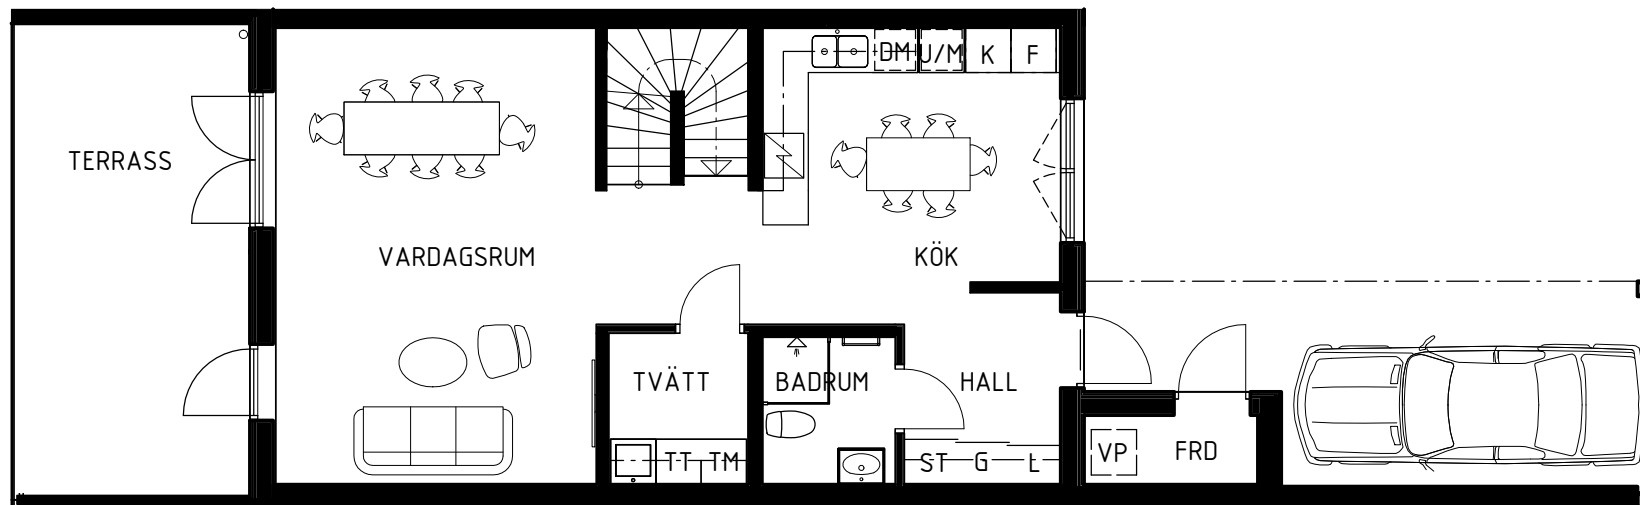 DM U/M K F
TERRASS
VARDAGSRUM
KÖK
TVÄTT
BADRUM
HALL
TT TM
ST G L
VP
FRD